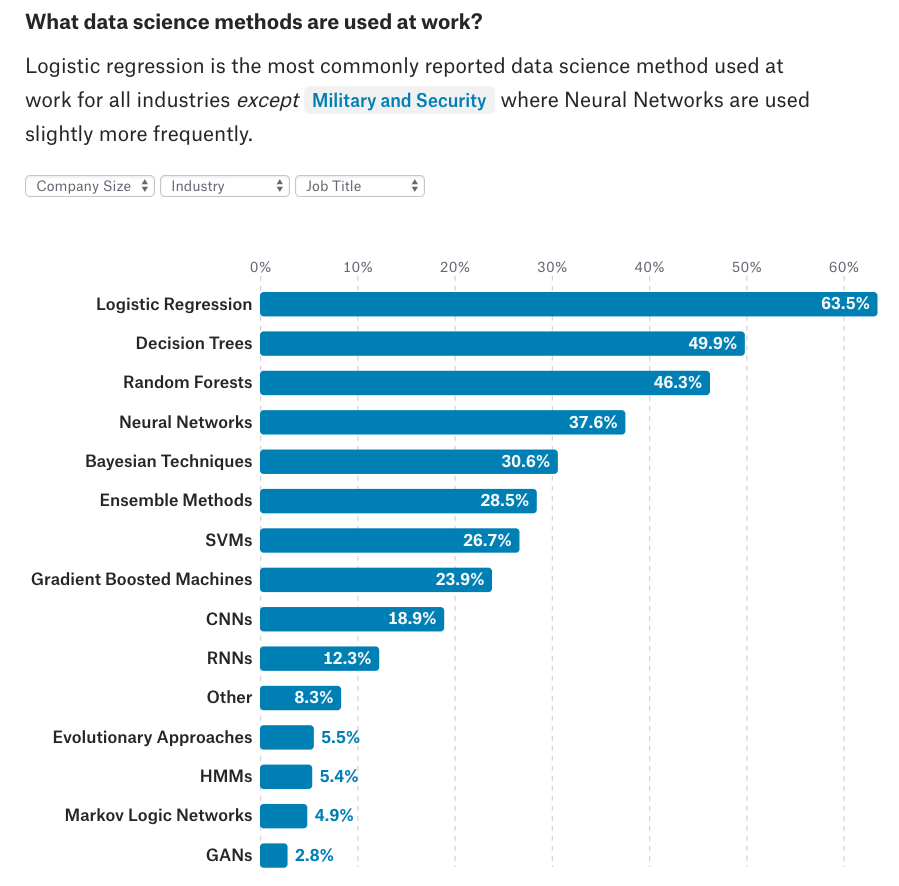 What data science methods are used at work?
Logistic regression is the most commonly reported data science method used at
work for all industries except Military and Security where Neural Networks are used
slightly more frequently.
Company Size Industry Job Title
0% 10% 20% 30% 40% 50% 60%
Logistic Regression 63.5%
Decision Trees 49.9%
Random Forests 46.3%
Neural Networks 37.6%
Bayesian Techniques 30.6%
Ensemble Methods 28.5%
SVMs 26.7%
Gradient Boosted Machines 23.9%
CNNs 18.9%
RNNs 12.3%
Other 8.3%
Evolutionary Approaches 5.5%
HMMs 5.4%
Markov Logic Networks 4.9%
GANs 2.8%